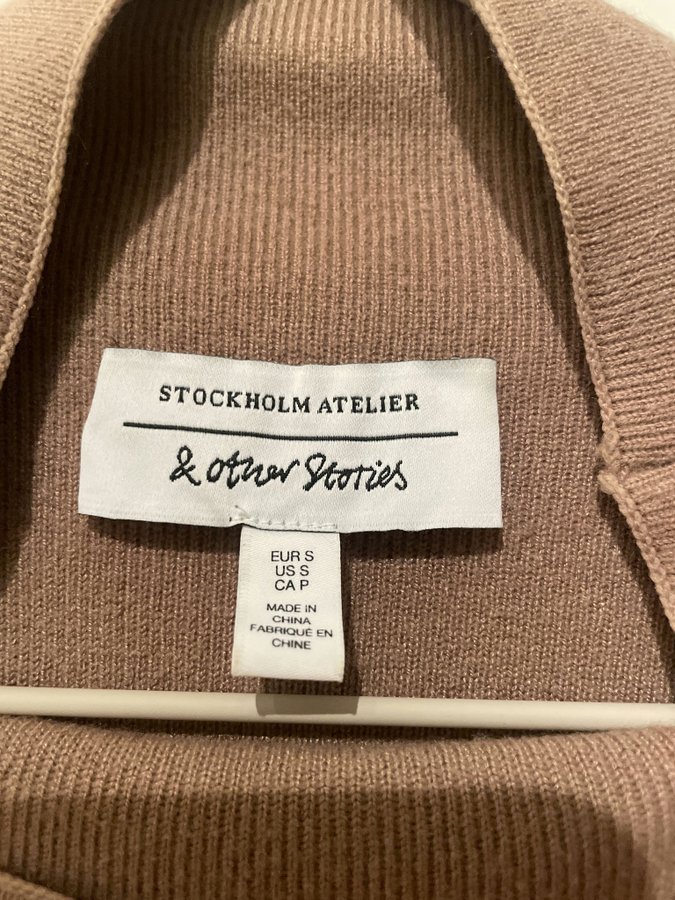 STOCKHOLM ATELIER
& other Stories
EUR S
US S
CA P
MADE IN
CHINA
FABRIQUÉ EN
CHINE